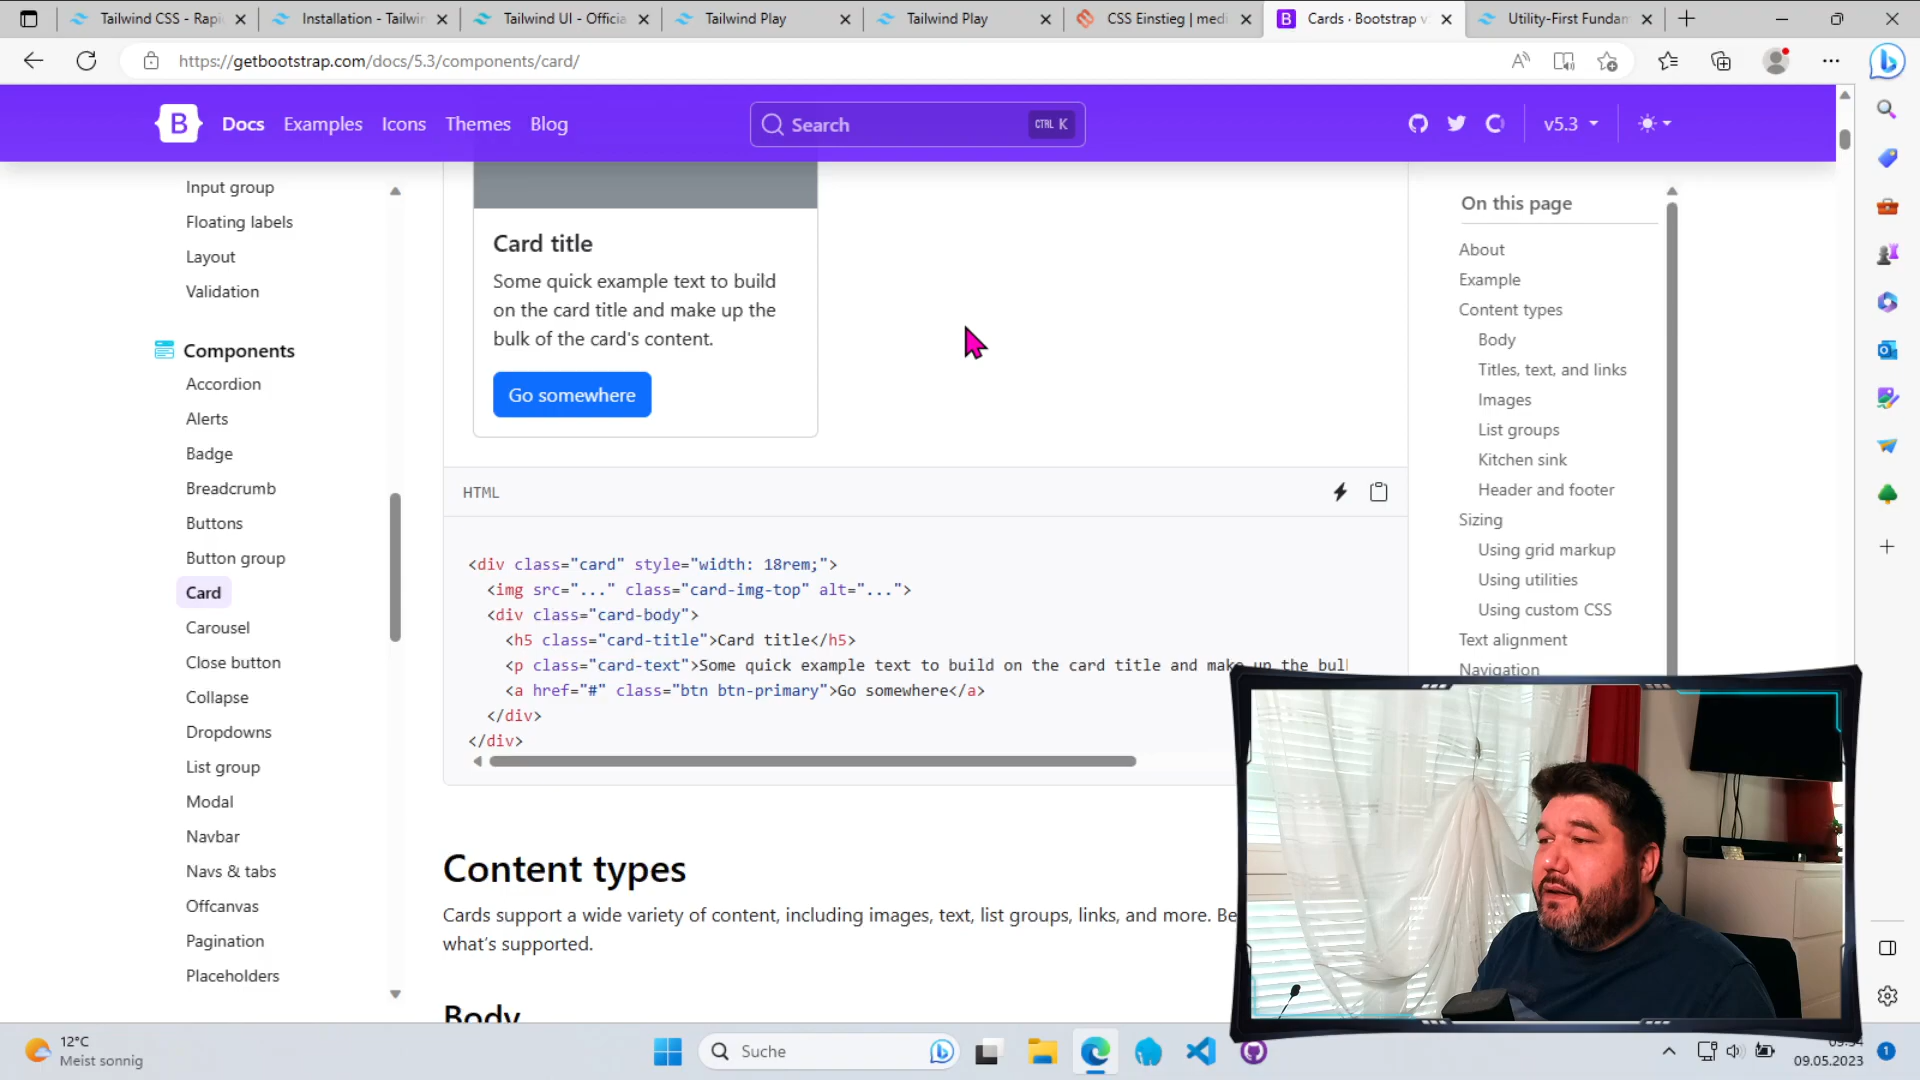 Tailwind CSS - Rapi
Installation - Tailwin
Tailwind UI - Officia
Tailwind Play
Tailwind Play
CSS Einstieg | medi
Cards · Bootstrap v
Utility-First Fundam
https://getbootstrap.com/docs/5.3/components/card/
B
Docs
Examples
Icons
Themes
Blog
Search
CTRL K
v5.3
Input group
Floating labels
Layout
Validation
Components
Accordion
Alerts
Badge
Breadcrumb
Buttons
Button group
Card
Carousel
Close button
Collapse
Dropdowns
List group
Modal
Navbar
Navs & tabs
Offcanvas
Pagination
Placeholders
Card title
Some quick example text to build
on the card title and make up the
bulk of the card's content.
Go somewhere
HTML
<div class="card" style="width: 18rem;">
<img src="..." class="card-img-top" alt="...">
<div class="card-body">
<h5 class="card-title">Card title</h5>
<p class="card-text">Some quick example text to build on the card title and make up the bul
<a href="#" class="btn btn-primary">Go somewhere</a>
</div>
</div>
Content types
Cards support a wide variety of content, including images, text, list groups, links, and more. Be
what's supported.
Body
On this page
About
Example
Content types
Body
Titles, text, and links
Images
List groups
Kitchen sink
Header and footer
Sizing
Using grid markup
Using utilities
Using custom CSS
Text alignment
Navigation
12°C
Meist sonnig
Suche
09.05.2023
1